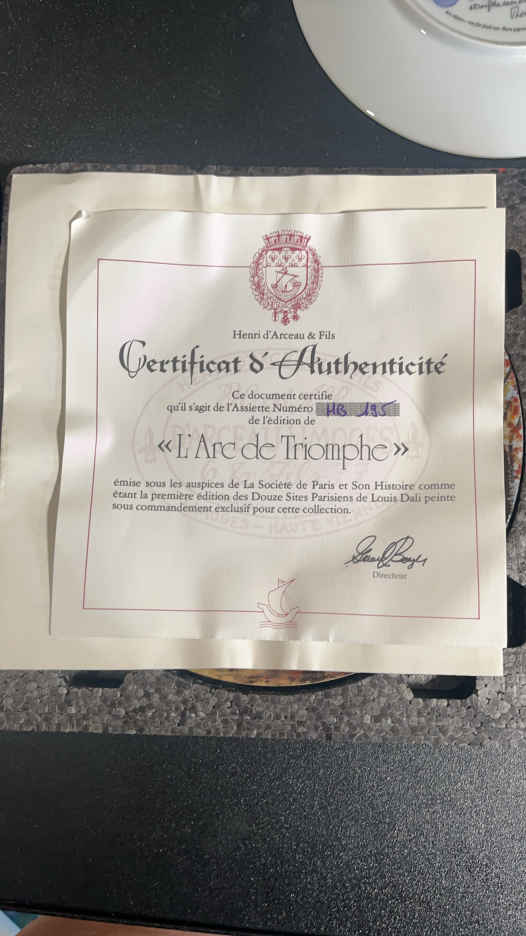 Henri d'Arceau & Fils
Certificat d'Authenticité
Ce document certifie
qu'il s'agit de l'Assiette Numéro HB 195
de l'édition de
« L'Arc de Triomphe »
émise sous les auspices de La Société de Paris et Son Histoire comme
étant la première édition des Douze Sites Parisiens de Louis Dali peinte
sous commandement exclusif pour cette collection.
Directeur